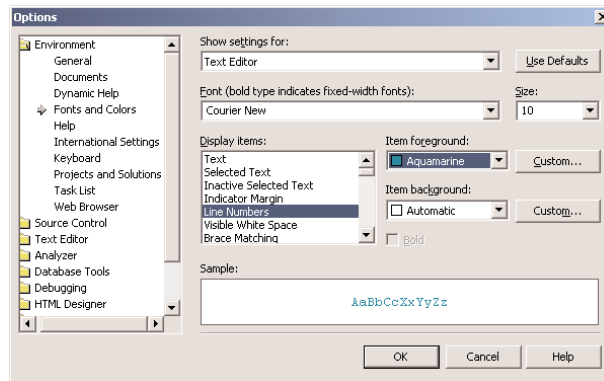 Options
Environment
General
Documents
Dynamic Help
Fonts and Colors
Help
International Settings
Keyboard
Projects and Solutions
Task List
Web Browser
Source Control
Text Editor
Analyzer
Database Tools
Debugging
HTML Designer
Show settings for:
Text Editor
Use Defaults
Font (bold type indicates fixed-width fonts):
Size:
Courier New
10
Display items:
Text
Selected Text
Inactive Selected Text
Indicator Margin
Line Numbers
Visible White Space
Brace Matching
Item foreground:
Aquamarine
Custom...
Item background:
Automatic
Custom...
Bold
Sample:
AaBbCcXxYyZz
OK
Cancel
Help